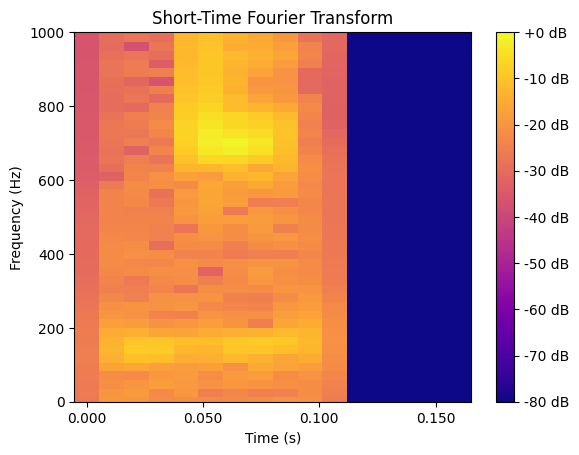 Short-Time Fourier Transform
1000
800
600
400
200
0
Frequency (Hz)
0.000
0.050
0.100
0.150
Time (s)
+0 dB
-10 dB
-20 dB
-30 dB
-40 dB
-50 dB
-60 dB
-70 dB
-80 dB